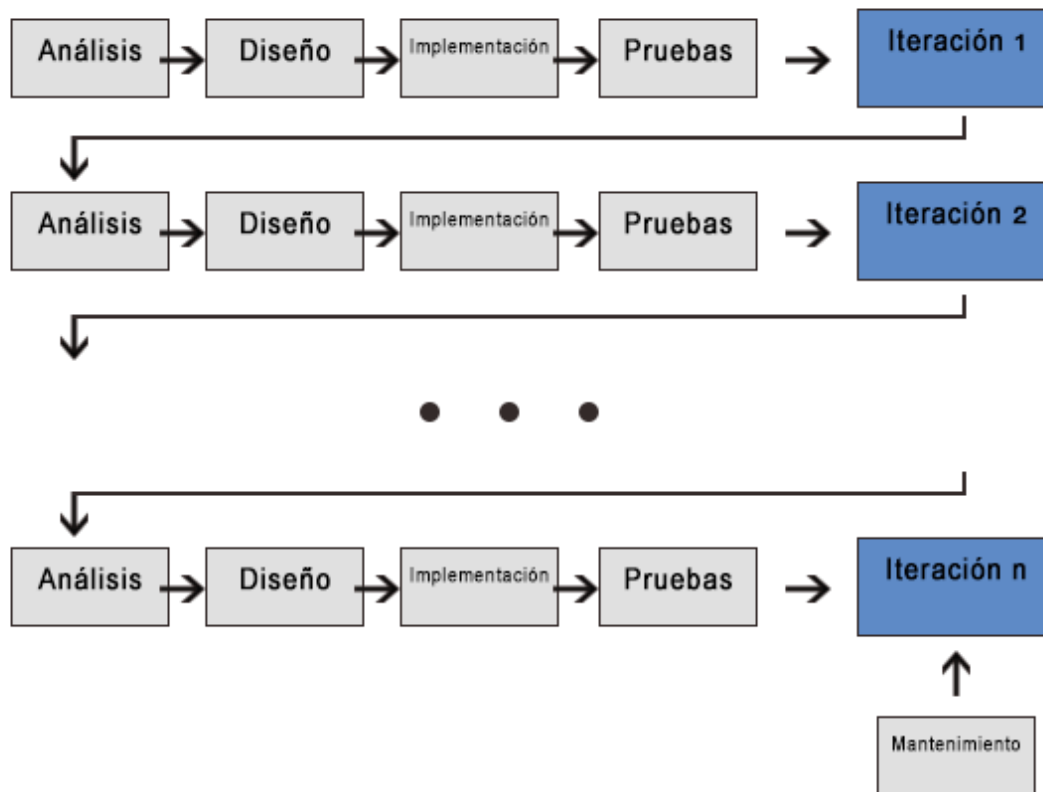 Análisis
Diseño
Implementación
Pruebas
Iteración 1
Análisis
Diseño
Implementación
Pruebas
Iteración 2
Análisis
Diseño
Implementación
Pruebas
Iteración n
Mantenimiento